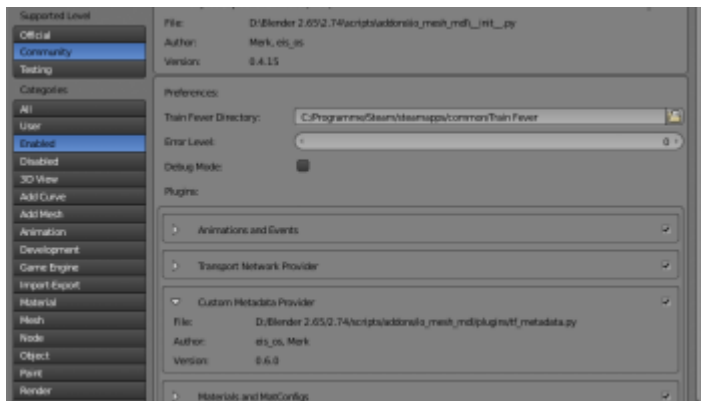 Supported Level
Official
Community
Testing
Categories
All
User
Enabled
Disabled
3D View
Add Curve
Add Mesh
Animation
Development
Game Engine
Import-Export
Material
Mesh
Node
Object
Paint
Render
File: D:\Blender 2.65\2.74\scripts\addons\io_mesh_mdl\__init__.py
Author: Merk, eis_os
Version: 0.4.15
Preferences:
Train Fever Directory: C:/Programme/Steam/steamapps/common/Train Fever
Error Level: 0
Debug Mode:
Plugins:
Animations and Events
Transport Network Provider
Custom Metadata Provider
File: D:/Blender 2.65/2.74/scripts/addons/io_mesh_mdl/plugins/tf_metadata.py
Author: eis_os, Merk
Version: 0.6.0
Materials and MatConfigs